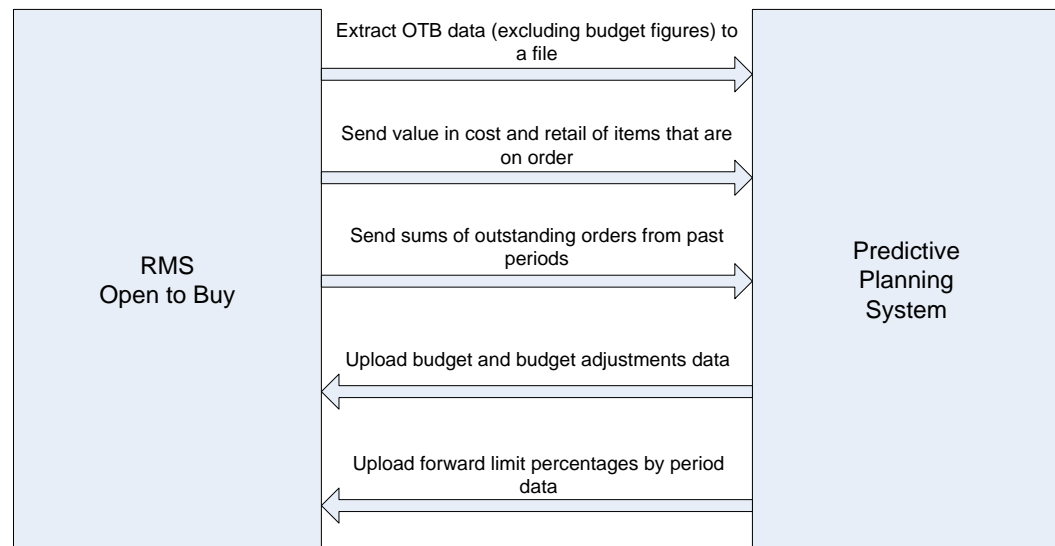 Extract OTB data (excluding budget figures) to
a file
Send value in cost and retail of items that are
on order
Send sums of outstanding orders from past
periods
RMS
Open to Buy
Predictive
Planning
System
Upload budget and budget adjustments data
Upload forward limit percentages by period
data